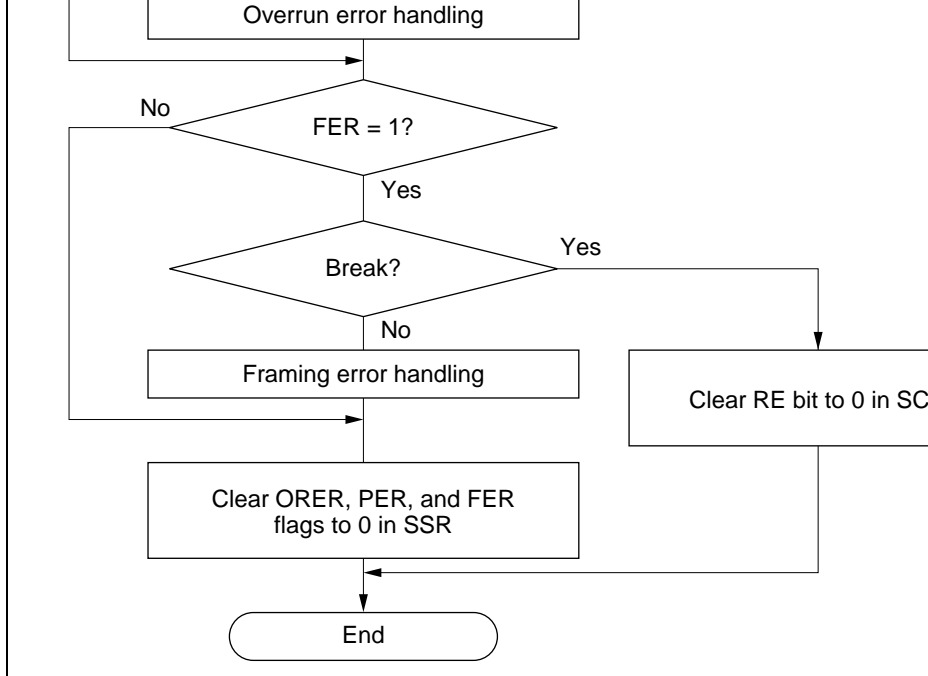 Overrun error handling
No
FER = 1?
Yes
Break?
Yes
No
Framing error handling
Clear RE bit to 0 in SC
Clear ORER, PER, and FER
flags to 0 in SSR
End